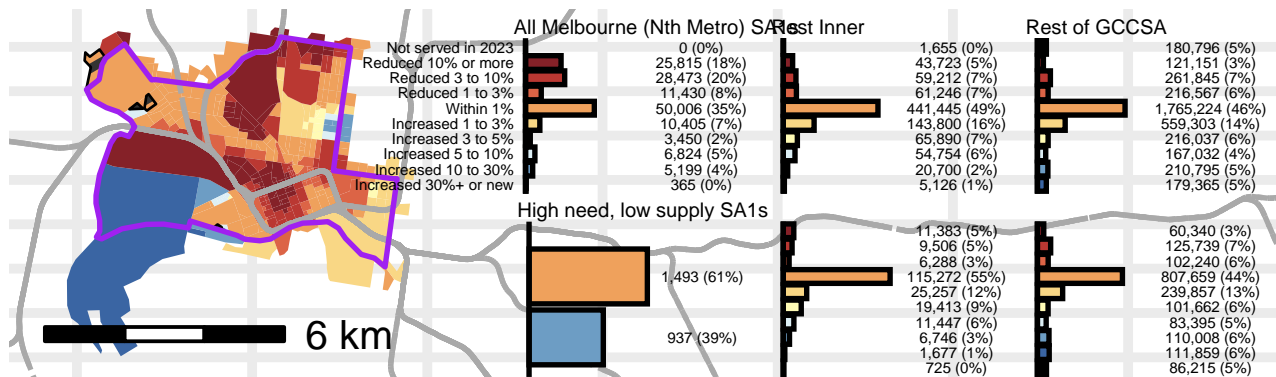 All Melbourne (Nth Metro) SA1s Rest Inner Rest of GCCSA
Not served in 2023 0 (0%) 1,655 (0%) 180,796 (5%)
Reduced 10% or more 25,815 (18%) 43,723 (5%) 121,151 (3%)
Reduced 3 to 10% 28,473 (20%) 59,212 (7%) 261,845 (7%)
Reduced 1 to 3% 11,430 (8%) 61,246 (7%) 216,567 (6%)
Within 1% 50,006 (35%) 441,445 (49%) 1,765,224 (46%)
Increased 1 to 3% 10,405 (7%) 143,800 (16%) 559,303 (14%)
Increased 3 to 5% 3,450 (2%) 65,890 (7%) 216,037 (6%)
Increased 5 to 10% 6,824 (5%) 54,754 (6%) 167,032 (4%)
Increased 10 to 30% 5,199 (4%) 20,700 (2%) 210,795 (5%)
Increased 30%+ or new 365 (0%) 5,126 (1%) 179,365 (5%)
High need, low supply SA1s
11,383 (5%) 60,340 (3%)
9,506 (5%) 125,739 (7%)
6,288 (3%) 102,240 (6%)
1,493 (61%) 115,272 (55%) 807,659 (44%)
25,257 (12%) 239,857 (13%)
19,413 (9%) 101,662 (6%)
11,447 (6%) 83,395 (5%)
937 (39%) 6,746 (3%) 110,008 (6%)
1,677 (1%) 111,859 (6%)
725 (0%) 86,215 (5%)
6 km